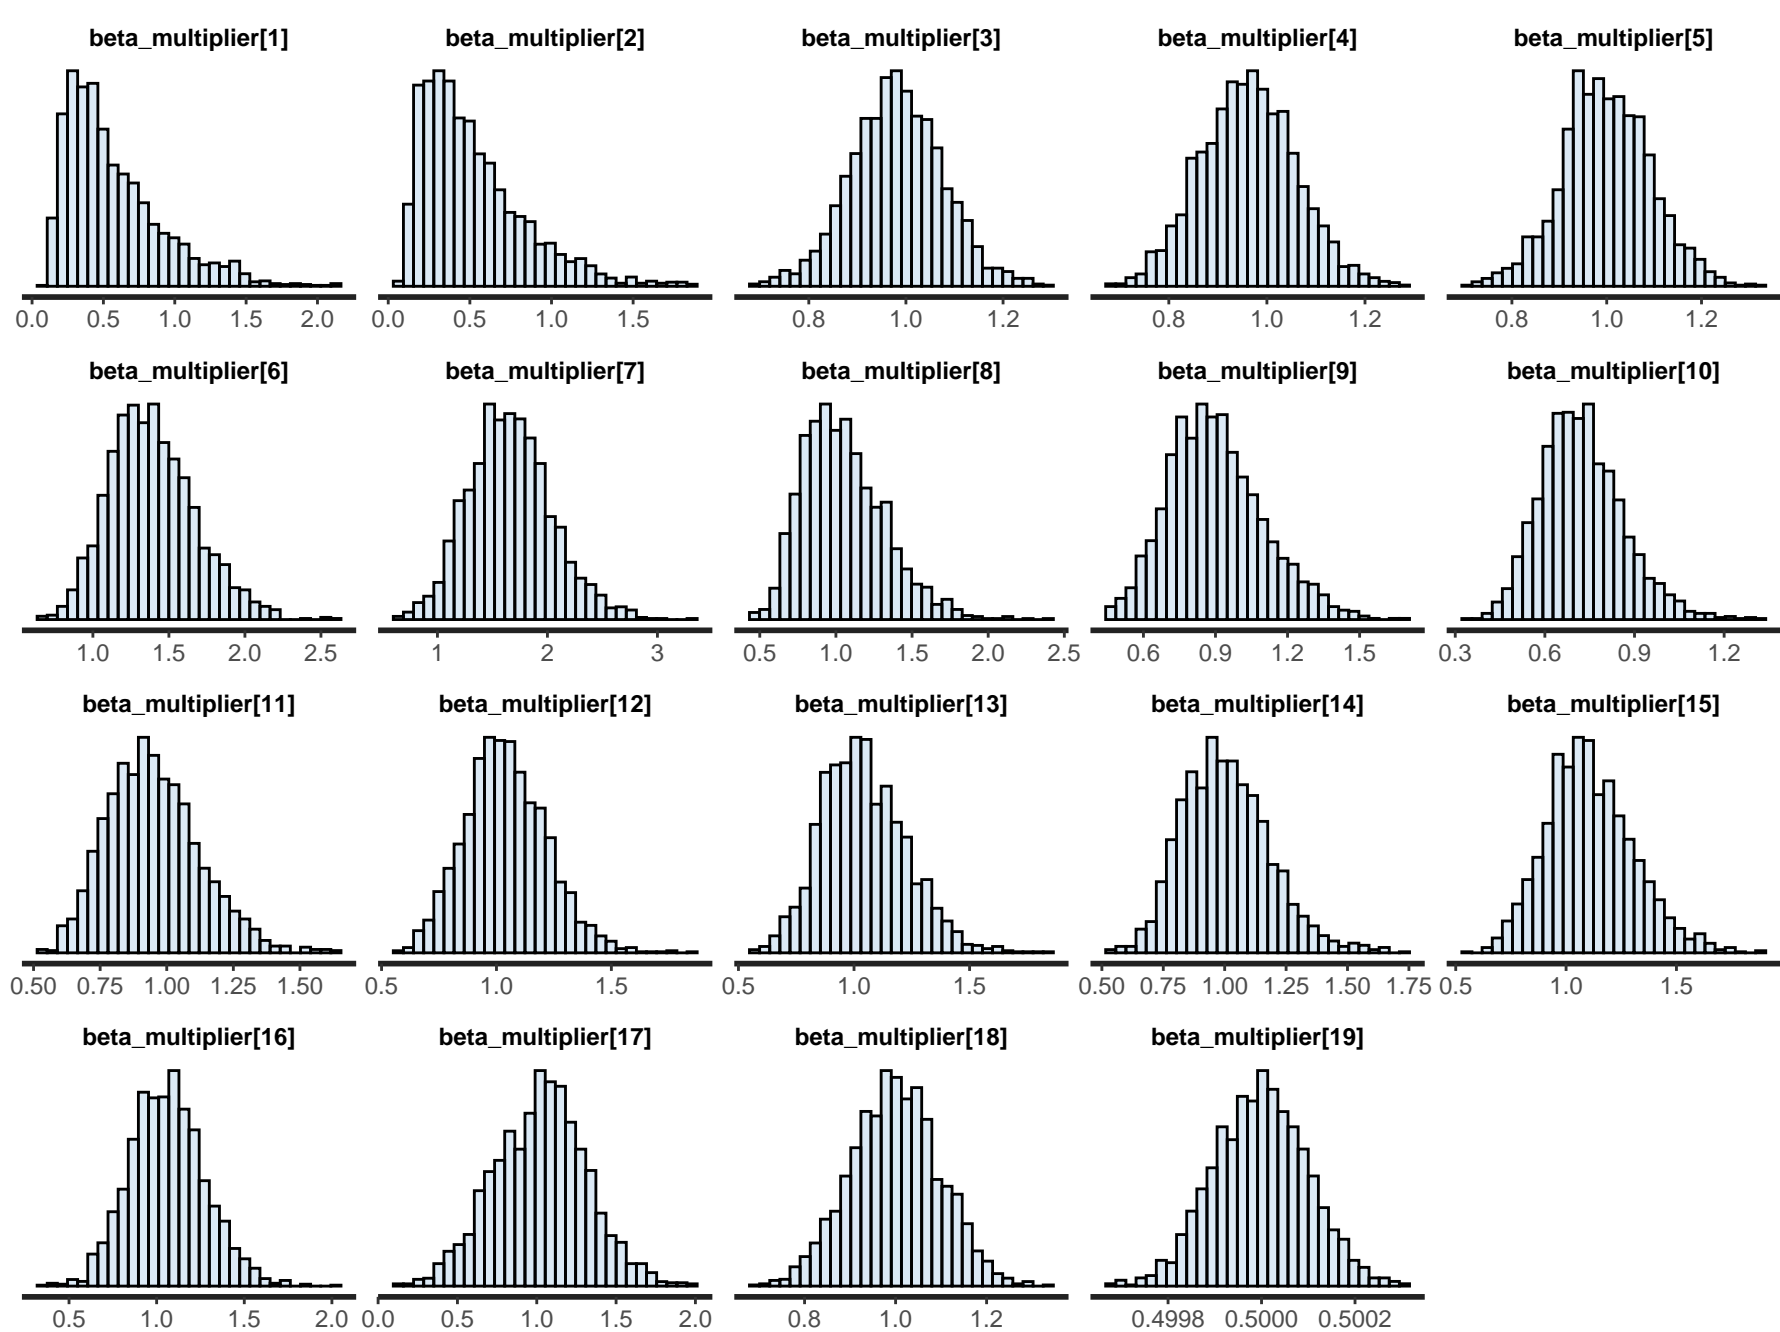 beta_multiplier[1] beta_multiplier[2] beta_multiplier[3] beta_multiplier[4] beta_multiplier[5]
0.0 0.5 1.0 1.5 2.0 0.0 0.5 1.0 1.5 0.8 1.0 1.2 0.8 1.0 1.2 0.8 1.0 1.2
beta_multiplier[6] beta_multiplier[7] beta_multiplier[8] beta_multiplier[9] beta_multiplier[10]
1.0 1.5 2.0 2.5 1 2 3 0.5 1.0 1.5 2.0 2.5 0.6 0.9 1.2 1.5 0.3 0.6 0.9 1.2
beta_multiplier[11] beta_multiplier[12] beta_multiplier[13] beta_multiplier[14] beta_multiplier[15]
0.50 0.75 1.00 1.25 1.50 0.5 1.0 1.5 0.5 1.0 1.5 0.50 0.75 1.00 1.25 1.50 1.75 0.5 1.0 1.5
beta_multiplier[16] beta_multiplier[17] beta_multiplier[18] beta_multiplier[19]
0.5 1.0 1.5 2.0 0.0 0.5 1.0 1.5 2.0 0.8 1.0 1.2 0.4998 0.5000 0.5002